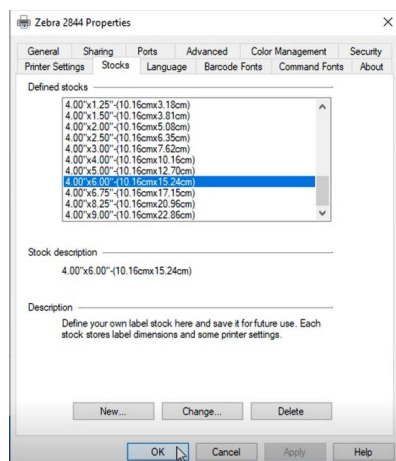 Zebra 2844 Properties
General Sharing Ports Advanced Color Management Security
Printer Settings Stocks Language Barcode Fonts Command Fonts About
Defined stocks
4.00"x1.25"-(10.16cmx3.18cm)
4.00"x1.50"-(10.16cmx3.81cm)
4.00"x2.00"-(10.16cmx5.08cm)
4.00"x2.50"-(10.16cmx6.35cm)
4.00"x3.00"-(10.16cmx7.62cm)
4.00"x4.00"-(10.16cmx10.16cm)
4.00"x5.00"-(10.16cmx12.70cm)
4.00"x6.00"-(10.16cmx15.24cm)
4.00"x6.75"-(10.16cmx17.15cm)
4.00"x8.25"-(10.16cmx20.96cm)
4.00"x9.00"-(10.16cmx22.86cm)
Stock description
4.00"x6.00"-(10.16cmx15.24cm)
Description
Define your own label stock here and save it for future use. Each
stock stores label dimensions and some printer settings.
New... Change... Delete
OK Cancel Apply Help